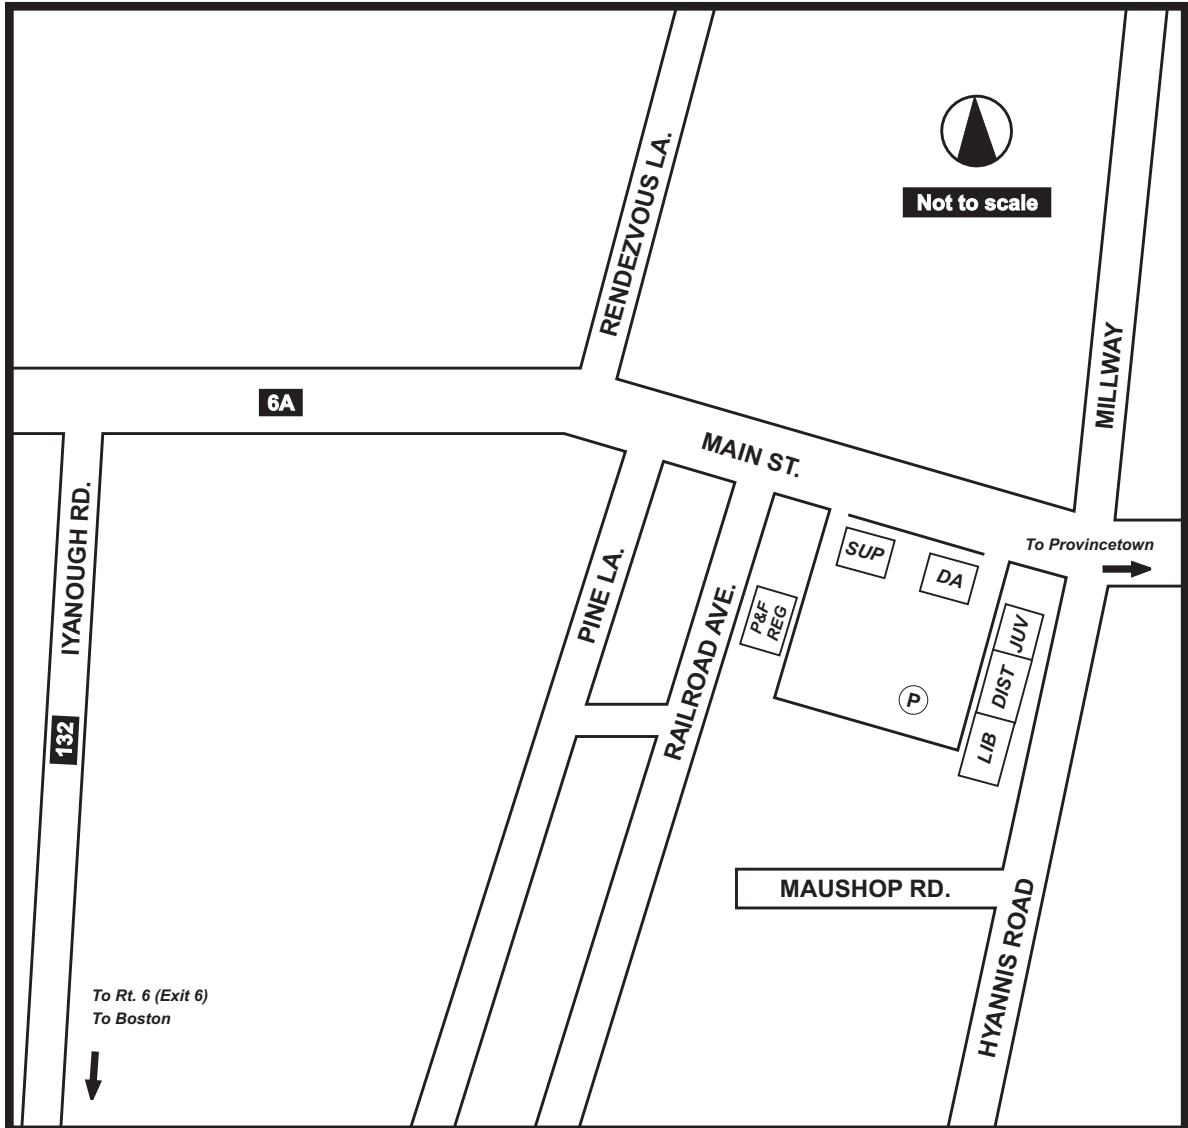 RENDEZVOUS LA.
Not to scale
MILLWAY
6A
MAIN ST.
IYANOUGH RD.
132
PINE LA.
RAILROAD AVE.
SUP
DA
To Provincetown
P&F
REG
JUV
DIST
LIB
P
MAUSHOP RD.
HYANNIS ROAD
To Rt. 6 (Exit 6)
To Boston